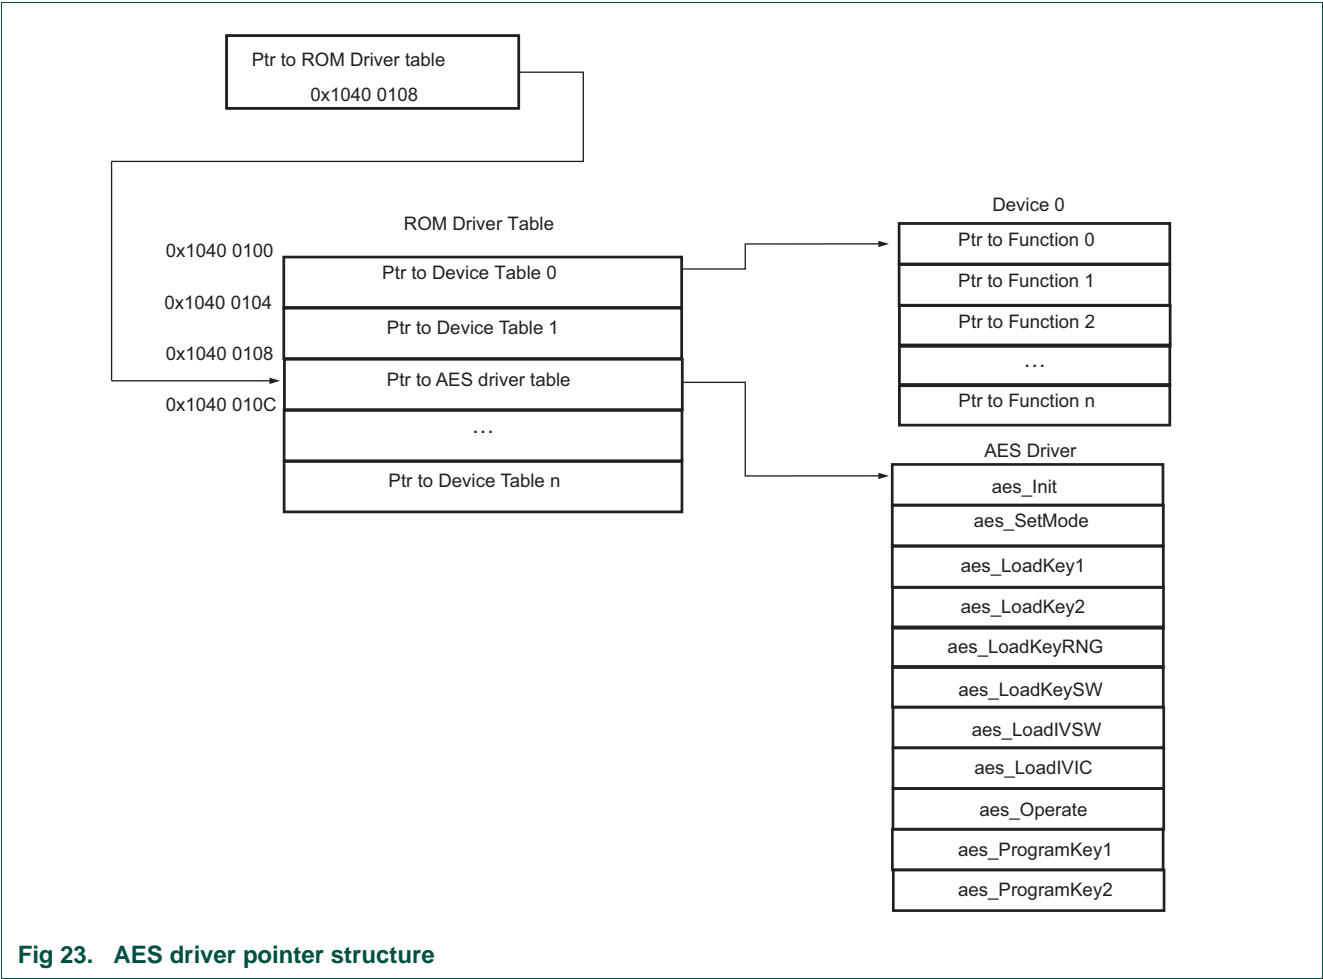 Ptr to ROM Driver table
0x1040 0108
ROM Driver Table
0x1040 0100
Ptr to Device Table 0
0x1040 0104
Ptr to Device Table 1
0x1040 0108
Ptr to AES driver table
0x1040 010C
...
Ptr to Device Table n
Device 0
Ptr to Function 0
Ptr to Function 1
Ptr to Function 2
...
Ptr to Function n
AES Driver
aes_Init
aes_SetMode
aes_LoadKey1
aes_LoadKey2
aes_LoadKeyRNG
aes_LoadKeySW
aes_LoadIVSW
aes_LoadIVIC
aes_Operate
aes_ProgramKey1
aes_ProgramKey2
Fig 23. AES driver pointer structure